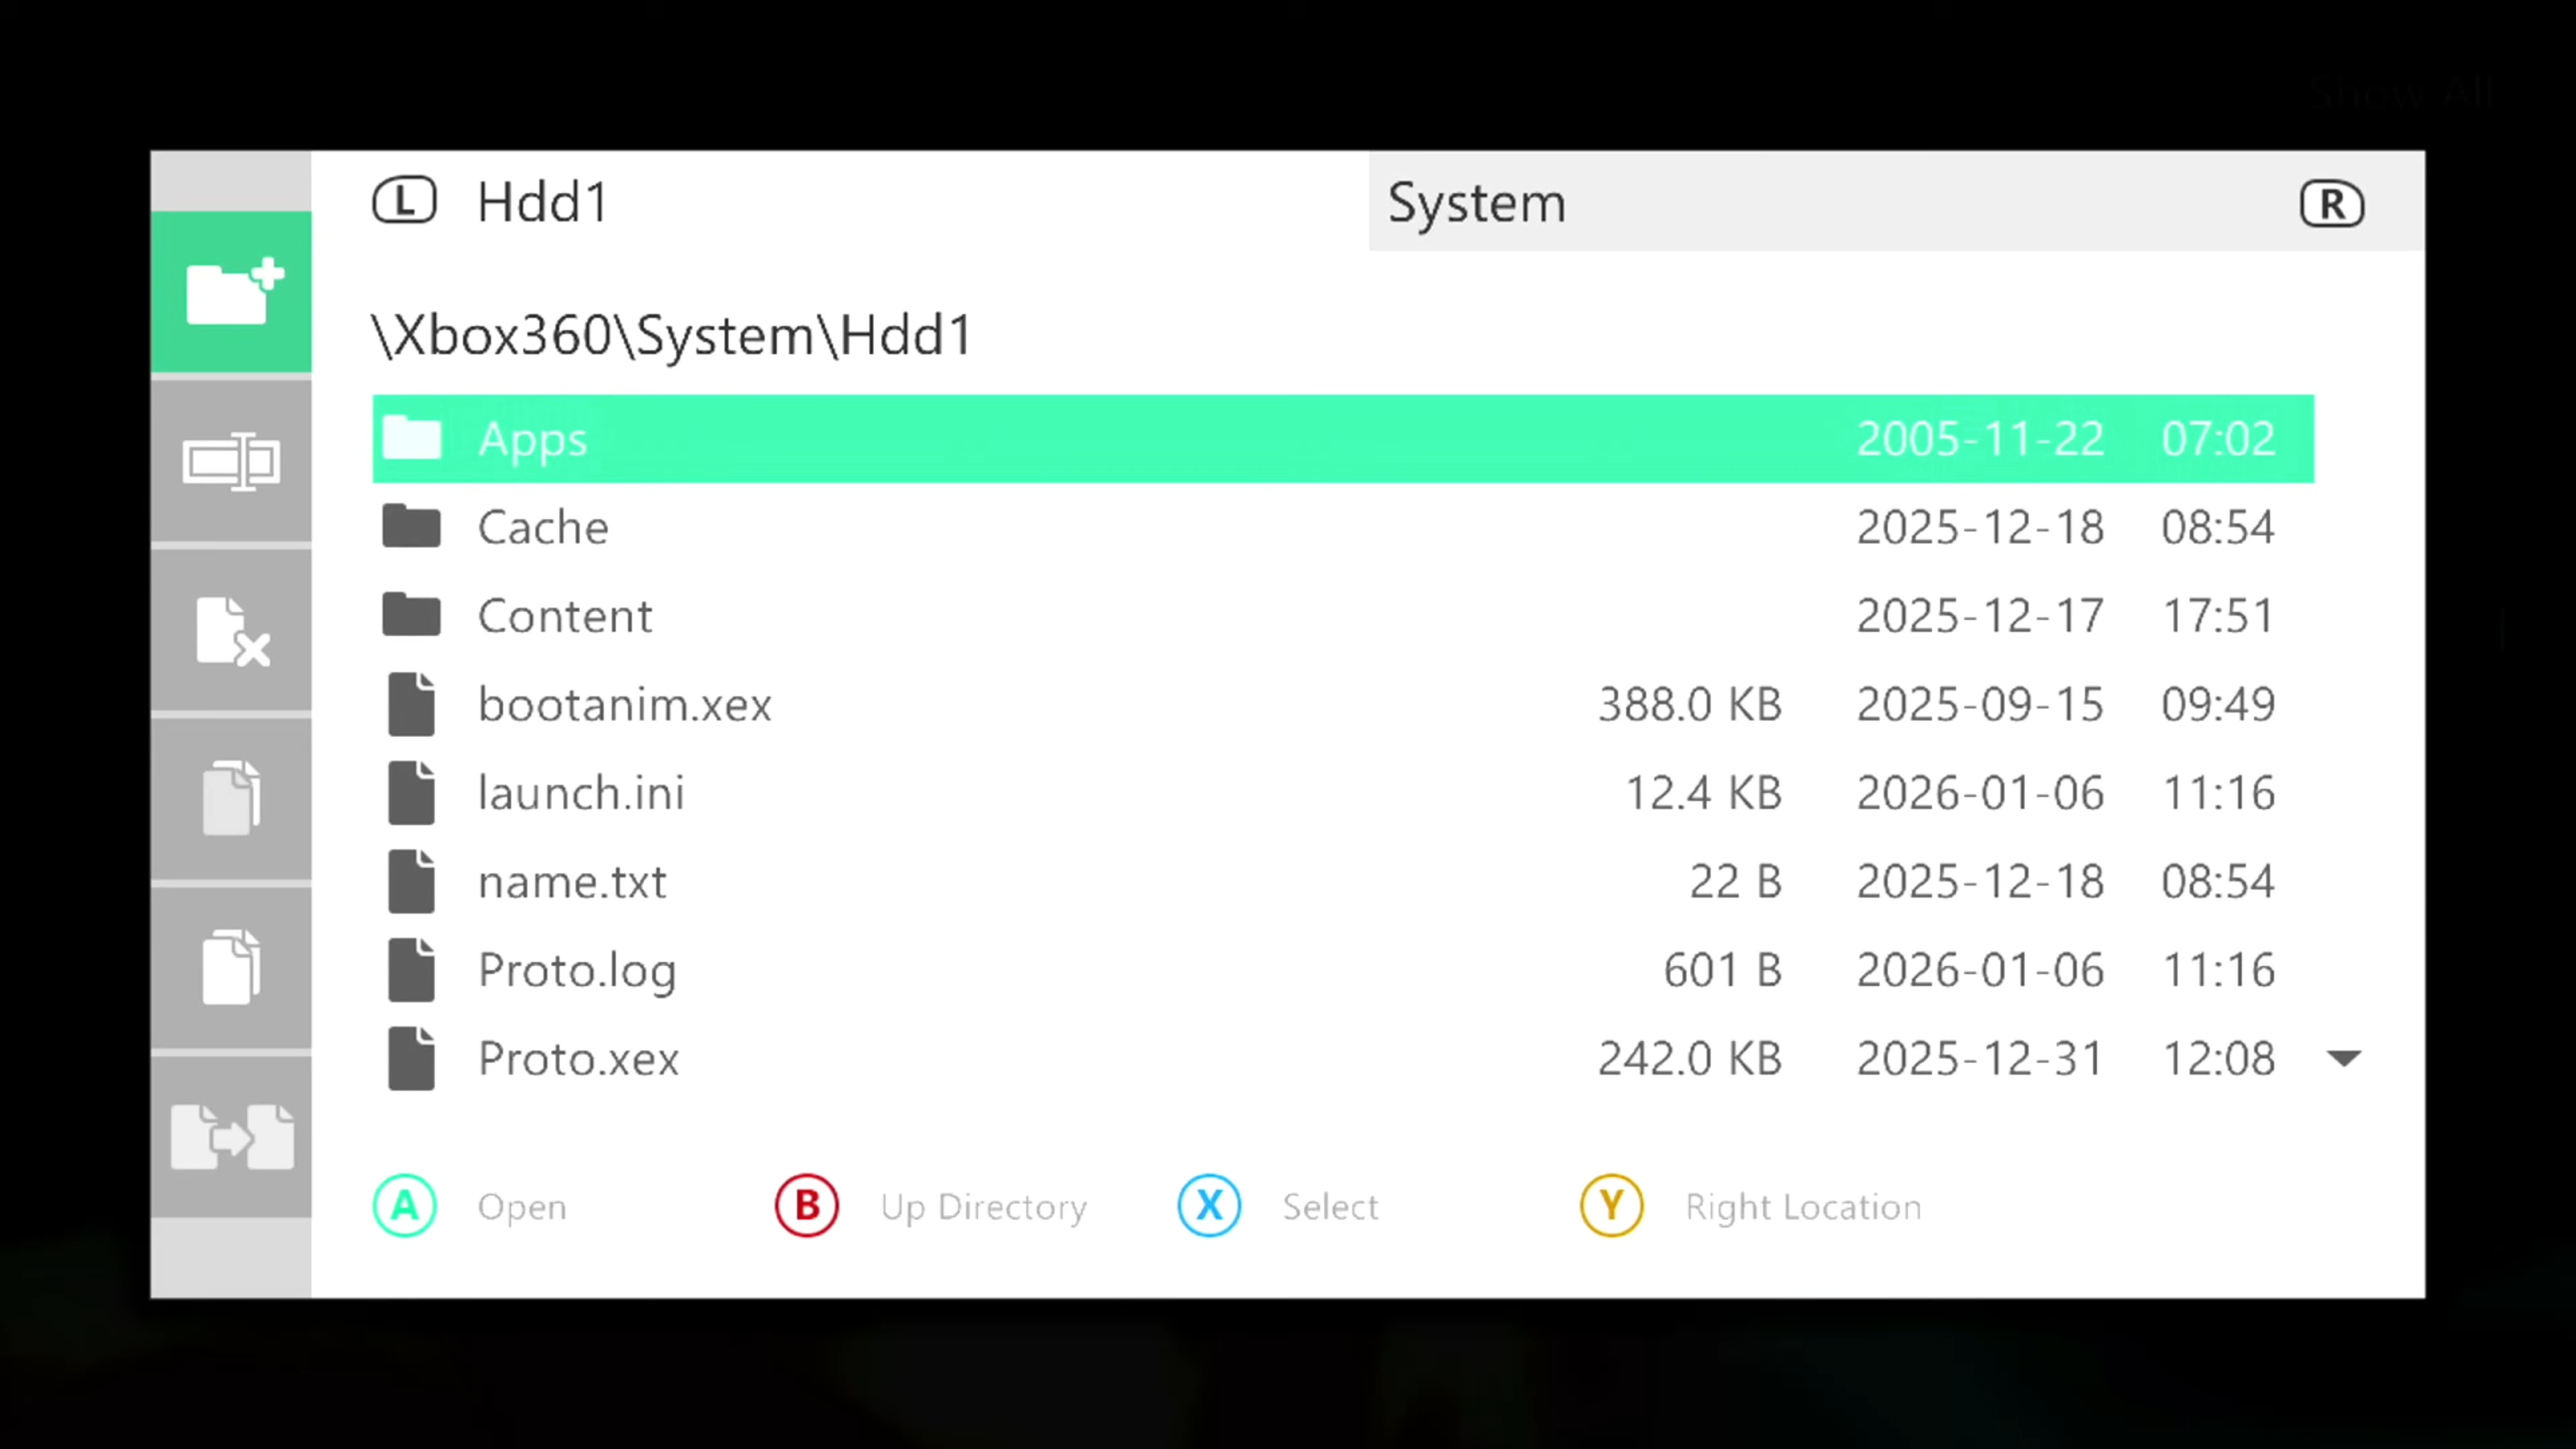 Show All
L Hdd1 System R
\Xbox360\System\Hdd1
Apps 2005-11-22 07:02
Cache 2025-12-18 08:54
Content 2025-12-17 17:51
bootanim.xex 388.0 KB 2025-09-15 09:49
launch.ini 12.4 KB 2026-01-06 11:16
name.txt 22 B 2025-12-18 08:54
Proto.log 601 B 2026-01-06 11:16
Proto.xex 242.0 KB 2025-12-31 12:08
A Open B Up Directory X Select Y Right Location